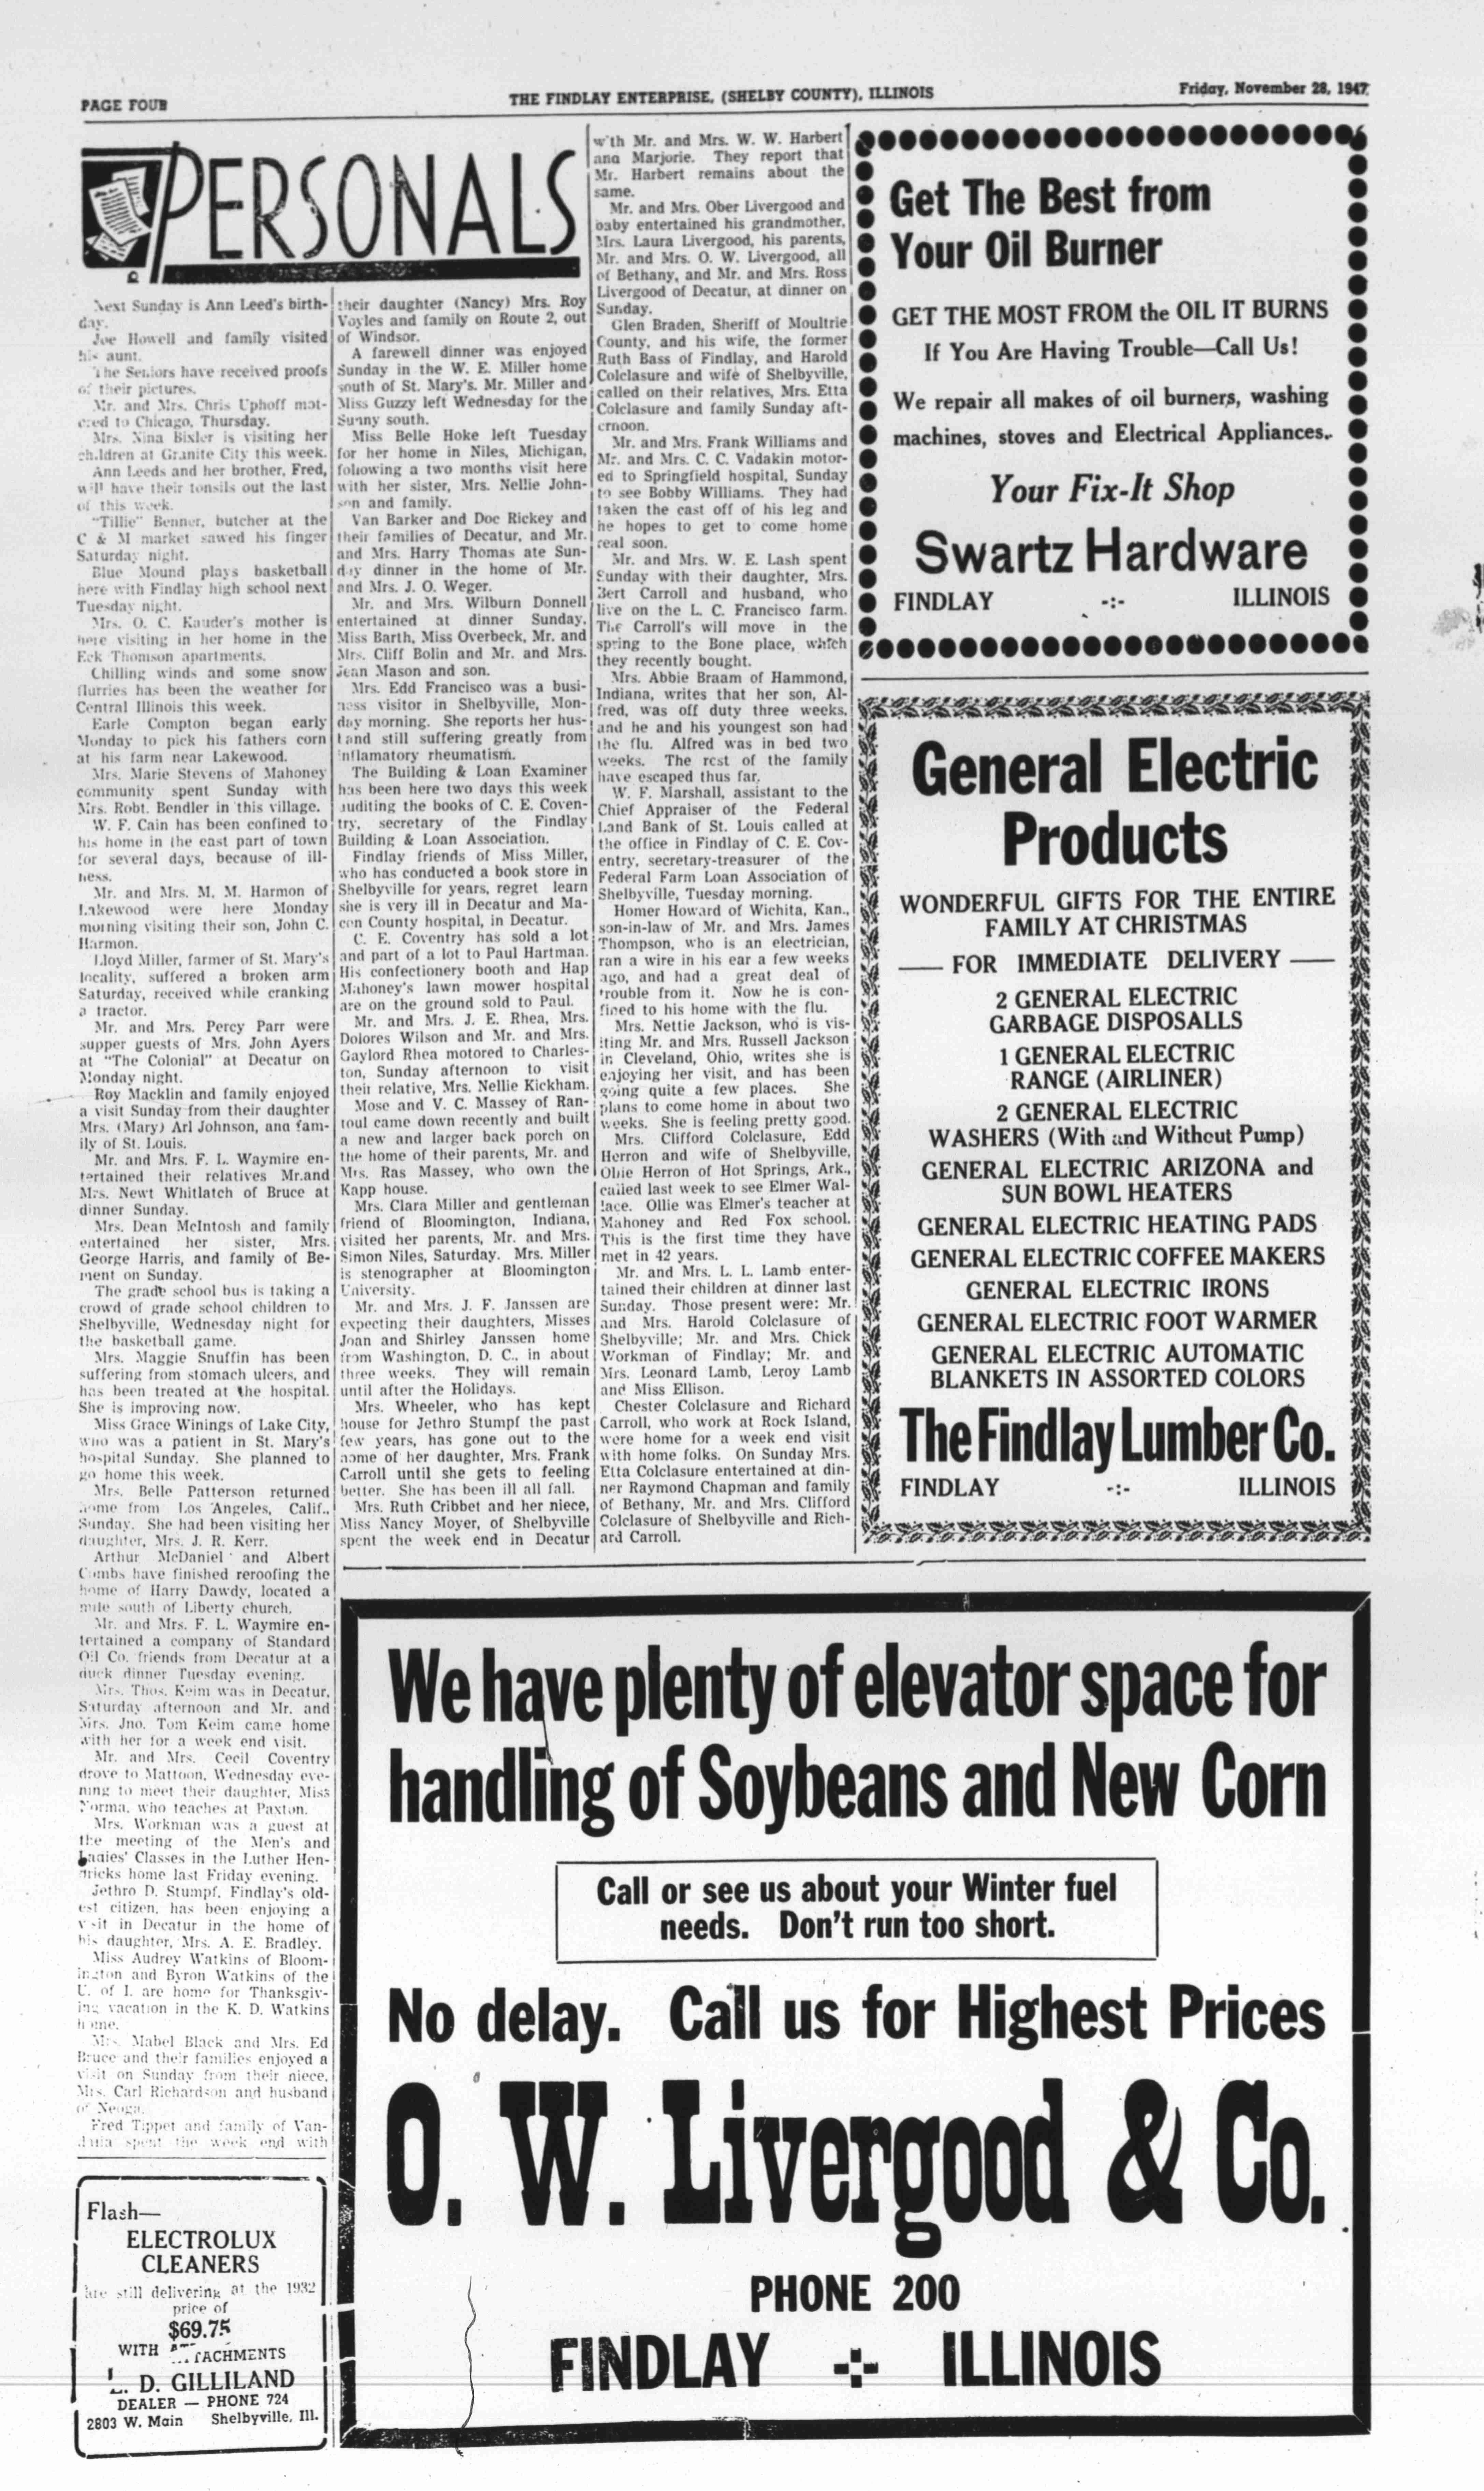 PAGE FOUR
THE FINDLAY ENTERPRISE, (SHELBY COUNTY), ILLINOIS
Friday, November 28, 1947
PERSONALS
Next Sunday is Ann Leed's birth-
day.
Joe Howell and family visited
his aunt.
The Seniors have received proofs
of their pictures.
Mr. and Mrs. Chris Uphoff mot-
ored to Chicago, Thursday.
Mrs. Nina Bixler is visiting her
children at Granite City this week.
Ann Leeds and her brother, Fred,
will have their tonsils out the last
of this week.
"Tillie" Benner, butcher at the
C & M market sawed his finger
Saturday night.
Blue Mound plays basketball
here with Findlay high school next
Tuesday night.
Mrs. O. C. Kauder's mother is
here visiting in her home in the
Eck Thomson apartments.
Chilling winds and some snow
flurries has been the weather for
Central Illinois this week.
Earle Compton began early
Monday to pick his fathers corn
at his farm near Lakewood.
Mrs. Marie Stevens of Mahoney
community spent Sunday with
Mrs. Robt. Bendler in this village.
W. F. Cain has been confined to
his home in the east part of town
for several days, because of ill-
ness.
Mr. and Mrs. M. M. Harmon of
Lakewood were here Monday
morning visiting their son, John C.
Harmon.
Lloyd Miller, farmer of St. Mary's
locality, suffered a broken arm
Saturday, received while cranking
a tractor.
Mr. and Mrs. Percy Parr were
supper guests of Mrs. John Ayers
at "The Colonial" at Decatur on
Monday night.
Roy Macklin and family enjoyed
a visit Sunday from their daughter
Mrs. (Mary) Arl Johnson, and fam-
ily of St. Louis.
Mr. and Mrs. F. L. Waymire en-
tertained their relatives Mr.and
Mrs. Newt Whitlatch of Bruce at
dinner Sunday.
Mrs. Dean McIntosh and family
entertained her sister, Mrs.
George Harris, and family of Be-
ment on Sunday.
The grade school bus is taking a
crowd of grade school children to
Shelbyville, Wednesday night for
the basketball game.
Mrs. Maggie Snuffin has been
suffering from stomach ulcers, and
has been treated at the hospital.
She is improving now.
Miss Grace Winings of Lake City,
who was a patient in St. Mary's
hospital Sunday. She planned to
go home this week.
Mrs. Belle Patterson returned
home from Los Angeles, Calif.,
Sunday. She had been visiting her
daughter, Mrs. J. R. Kerr.
Arthur McDaniel and Albert
Combs have finished reroofing the
home of Harry Dawdy, located a
mile south of Liberty church.
Mr. and Mrs. F. L. Waymire en-
tertained a company of Standard
Oil Co. friends from Decatur at a
duck dinner Tuesday evening.
Mrs. Thos. Keim was in Decatur,
Saturday afternoon and Mr. and
Mrs. Jno. Tom Keim came home
with her for a week end visit.
Mr. and Mrs. Cecil Coventry
drove to Mattoon, Wednesday eve-
ning to meet their daughter, Miss
Norma, who teaches at Paxton.
Mrs. Workman was a guest at
the meeting of the Men's and
Ladies' Classes in the Luther Hen-
dricks home last Friday evening.
Jethro D. Stumpf, Findlay's old-
est citizen, has been enjoying a
visit in Decatur in the home of
his daughter, Mrs. A. E. Bradley.
Miss Audrey Watkins of Bloom-
ington and Byron Watkins of the
U. of I. are home for Thanksgiv-
ing vacation in the K. D. Watkins
home.
Mrs. Mabel Black and Mrs. Ed
Bruce and their families enjoyed a
visit on Sunday from their niece,
Mrs. Carl Richardson and husband
of Neoga.
Fred Tippet and family of Van-
dalia spent the week end with
Flash—
ELECTROLUX
CLEANERS
are still delivering at the 1932
price of
$69.75
WITH ATTACHMENTS
L. D. GILLILAND
DEALER — PHONE 724
2803 W. Main Shelbyville, Ill.
their daughter (Nancy) Mrs. Roy
Voyles and family on Route 2, out
of Windsor.
A farewell dinner was enjoyed
Sunday in the W. E. Miller home
south of St. Mary's. Mr. Miller and
Miss Guzzy left Wednesday for the
Sunny south.
Miss Belle Hoke left Tuesday
for her home in Niles, Michigan,
following a two months visit here
with her sister, Mrs. Nellie John-
son and family.
Van Barker and Doc Rickey and
their families of Decatur, and Mr.
and Mrs. Harry Thomas ate Sun-
day dinner in the home of Mr.
and Mrs. J. O. Weger.
Mr. and Mrs. Wilburn Donnell
entertained at dinner Sunday,
Miss Barth, Miss Overbeck, Mr. and
Mrs. Cliff Bolin and Mr. and Mrs.
Jean Mason and son.
Mrs. Edd Francisco was a busi-
ness visitor in Shelbyville, Mon-
day morning. She reports her hus-
band still suffering greatly from
inflamatory rheumatism.
The Building & Loan Examiner
has been here two days this week
auditing the books of C. E. Coven-
try, secretary of the Findlay
Building & Loan Association.
Findlay friends of Miss Miller,
who has conducted a book store in
Shelbyville for years, regret learn
she is very ill in Decatur and Ma-
con County hospital, in Decatur.
C. E. Coventry has sold a lot
and part of a lot to Paul Hartman.
His confectionery booth and Hap
Mahoney's lawn mower hospital
are on the ground sold to Paul.
Mr. and Mrs. J. E. Rhea, Mrs.
Dolores Wilson and Mr. and Mrs.
Gaylord Rhea motored to Charles-
ton, Sunday afternoon to visit
their relative, Mrs. Nellie Kickham.
Mose and V. C. Massey of Ran-
toul came down recently and built
a new and larger back porch on
the home of their parents, Mr. and
Mrs. Ras Massey, who own the
Kapp house.
Mrs. Clara Miller and gentleman
friend of Bloomington, Indiana,
visited her parents, Mr. and Mrs.
Simon Niles, Saturday. Mrs. Miller
is stenographer at Bloomington
University.
Mr. and Mrs. J. F. Janssen are
expecting their daughters, Misses
Joan and Shirley Janssen home
from Washington, D. C., in about
three weeks. They will remain
until after the Holidays.
Mrs. Wheeler, who has kept
house for Jethro Stumpf the past
few years, has gone out to the
home of her daughter, Mrs. Frank
Carroll until she gets to feeling
better. She has been ill all fall.
Mrs. Ruth Cribbet and her niece,
Miss Nancy Moyer, of Shelbyville
spent the week end in Decatur
with Mr. and Mrs. W. W. Harbert
and Marjorie. They report that
Mr. Harbert remains about the
same.
Mr. and Mrs. Ober Livergood and
baby entertained his grandmother,
Mrs. Laura Livergood, his parents,
Mr. and Mrs. O. W. Livergood, all
of Bethany, and Mr. and Mrs. Ross
Livergood of Decatur, at dinner on
Sunday.
Glen Braden, Sheriff of Moultrie
County, and his wife, the former
Ruth Bass of Findlay, and Harold
Colclasure and wife of Shelbyville,
called on their relatives, Mrs. Etta
Colclasure and family Sunday aft-
ernoon.
Mr. and Mrs. Frank Williams and
Mr. and Mrs. C. C. Vadakin motor-
ed to Springfield hospital, Sunday
to see Bobby Williams. They had
taken the cast off of his leg and
he hopes to get to come home
real soon.
Mr. and Mrs. W. E. Lash spent
Sunday with their daughter, Mrs.
Bert Carroll and husband, who
live on the L. C. Francisco farm.
The Carroll's will move in the
spring to the Bone place, which
they recently bought.
Mrs. Abbie Braam of Hammond,
Indiana, writes that her son, Al-
fred, was off duty three weeks,
and he and his youngest son had
the flu. Alfred was in bed two
weeks. The rest of the family
have escaped thus far.
W. F. Marshall, assistant to the
Chief Appraiser of the Federal
Land Bank of St. Louis called at
the office in Findlay of C. E. Cov-
entry, secretary-treasurer of the
Federal Farm Loan Association of
Shelbyville, Tuesday morning.
Homer Howard of Wichita, Kan.,
son-in-law of Mr. and Mrs. James
Thompson, who is an electrician,
ran a wire in his ear a few weeks
ago, and had a great deal of
trouble from it. Now he is con-
fined to his home with the flu.
Mrs. Nettie Jackson, who is vis-
iting Mr. and Mrs. Russell Jackson
in Cleveland, Ohio, writes she is
enjoying her visit, and has been
going quite a few places. She
plans to come home in about two
weeks. She is feeling pretty good.
Mrs. Clifford Colclasure, Edd
Herron and wife of Shelbyville,
Ollie Herron of Hot Springs, Ark.,
called last week to see Elmer Wal-
lace. Ollie was Elmer's teacher at
Mahoney and Red Fox school.
This is the first time they have
met in 42 years.
Mr. and Mrs. L. L. Lamb enter-
tained their children at dinner last
Sunday. Those present were: Mr.
and Mrs. Harold Colclasure of
Shelbyville; Mr. and Mrs. Chick
Workman of Findlay; Mr. and
Mrs. Leonard Lamb, Leroy Lamb
and Miss Ellison.
Chester Colclasure and Richard
Carroll, who work at Rock Island,
were home for a week end visit
with home folks. On Sunday Mrs.
Etta Colclasure entertained at din-
ner Raymond Chapman and family
of Bethany, Mr. and Mrs. Clifford
Colclasure of Shelbyville and Rich-
ard Carroll.
Get The Best from
Your Oil Burner
GET THE MOST FROM the OIL IT BURNS
If You Are Having Trouble—Call Us!
We repair all makes of oil burners, washing
machines, stoves and Electrical Appliances.
Your Fix-It Shop
Swartz Hardware
FINDLAY -:- ILLINOIS
General Electric
Products
WONDERFUL GIFTS FOR THE ENTIRE
FAMILY AT CHRISTMAS
— FOR IMMEDIATE DELIVERY —
2 GENERAL ELECTRIC
GARBAGE DISPOSALLS
1 GENERAL ELECTRIC
RANGE (AIRLINER)
2 GENERAL ELECTRIC
WASHERS (With and Without Pump)
GENERAL ELECTRIC ARIZONA and
SUN BOWL HEATERS
GENERAL ELECTRIC HEATING PADS
GENERAL ELECTRIC COFFEE MAKERS
GENERAL ELECTRIC IRONS
GENERAL ELECTRIC FOOT WARMER
GENERAL ELECTRIC AUTOMATIC
BLANKETS IN ASSORTED COLORS
The Findlay Lumber Co.
FINDLAY -:- ILLINOIS
We have plenty of elevator space for
handling of Soybeans and New Corn
Call or see us about your Winter fuel
needs. Don't run too short.
No delay. Call us for Highest Prices
O. W. Livergood & Co.
PHONE 200
FINDLAY -:- ILLINOIS